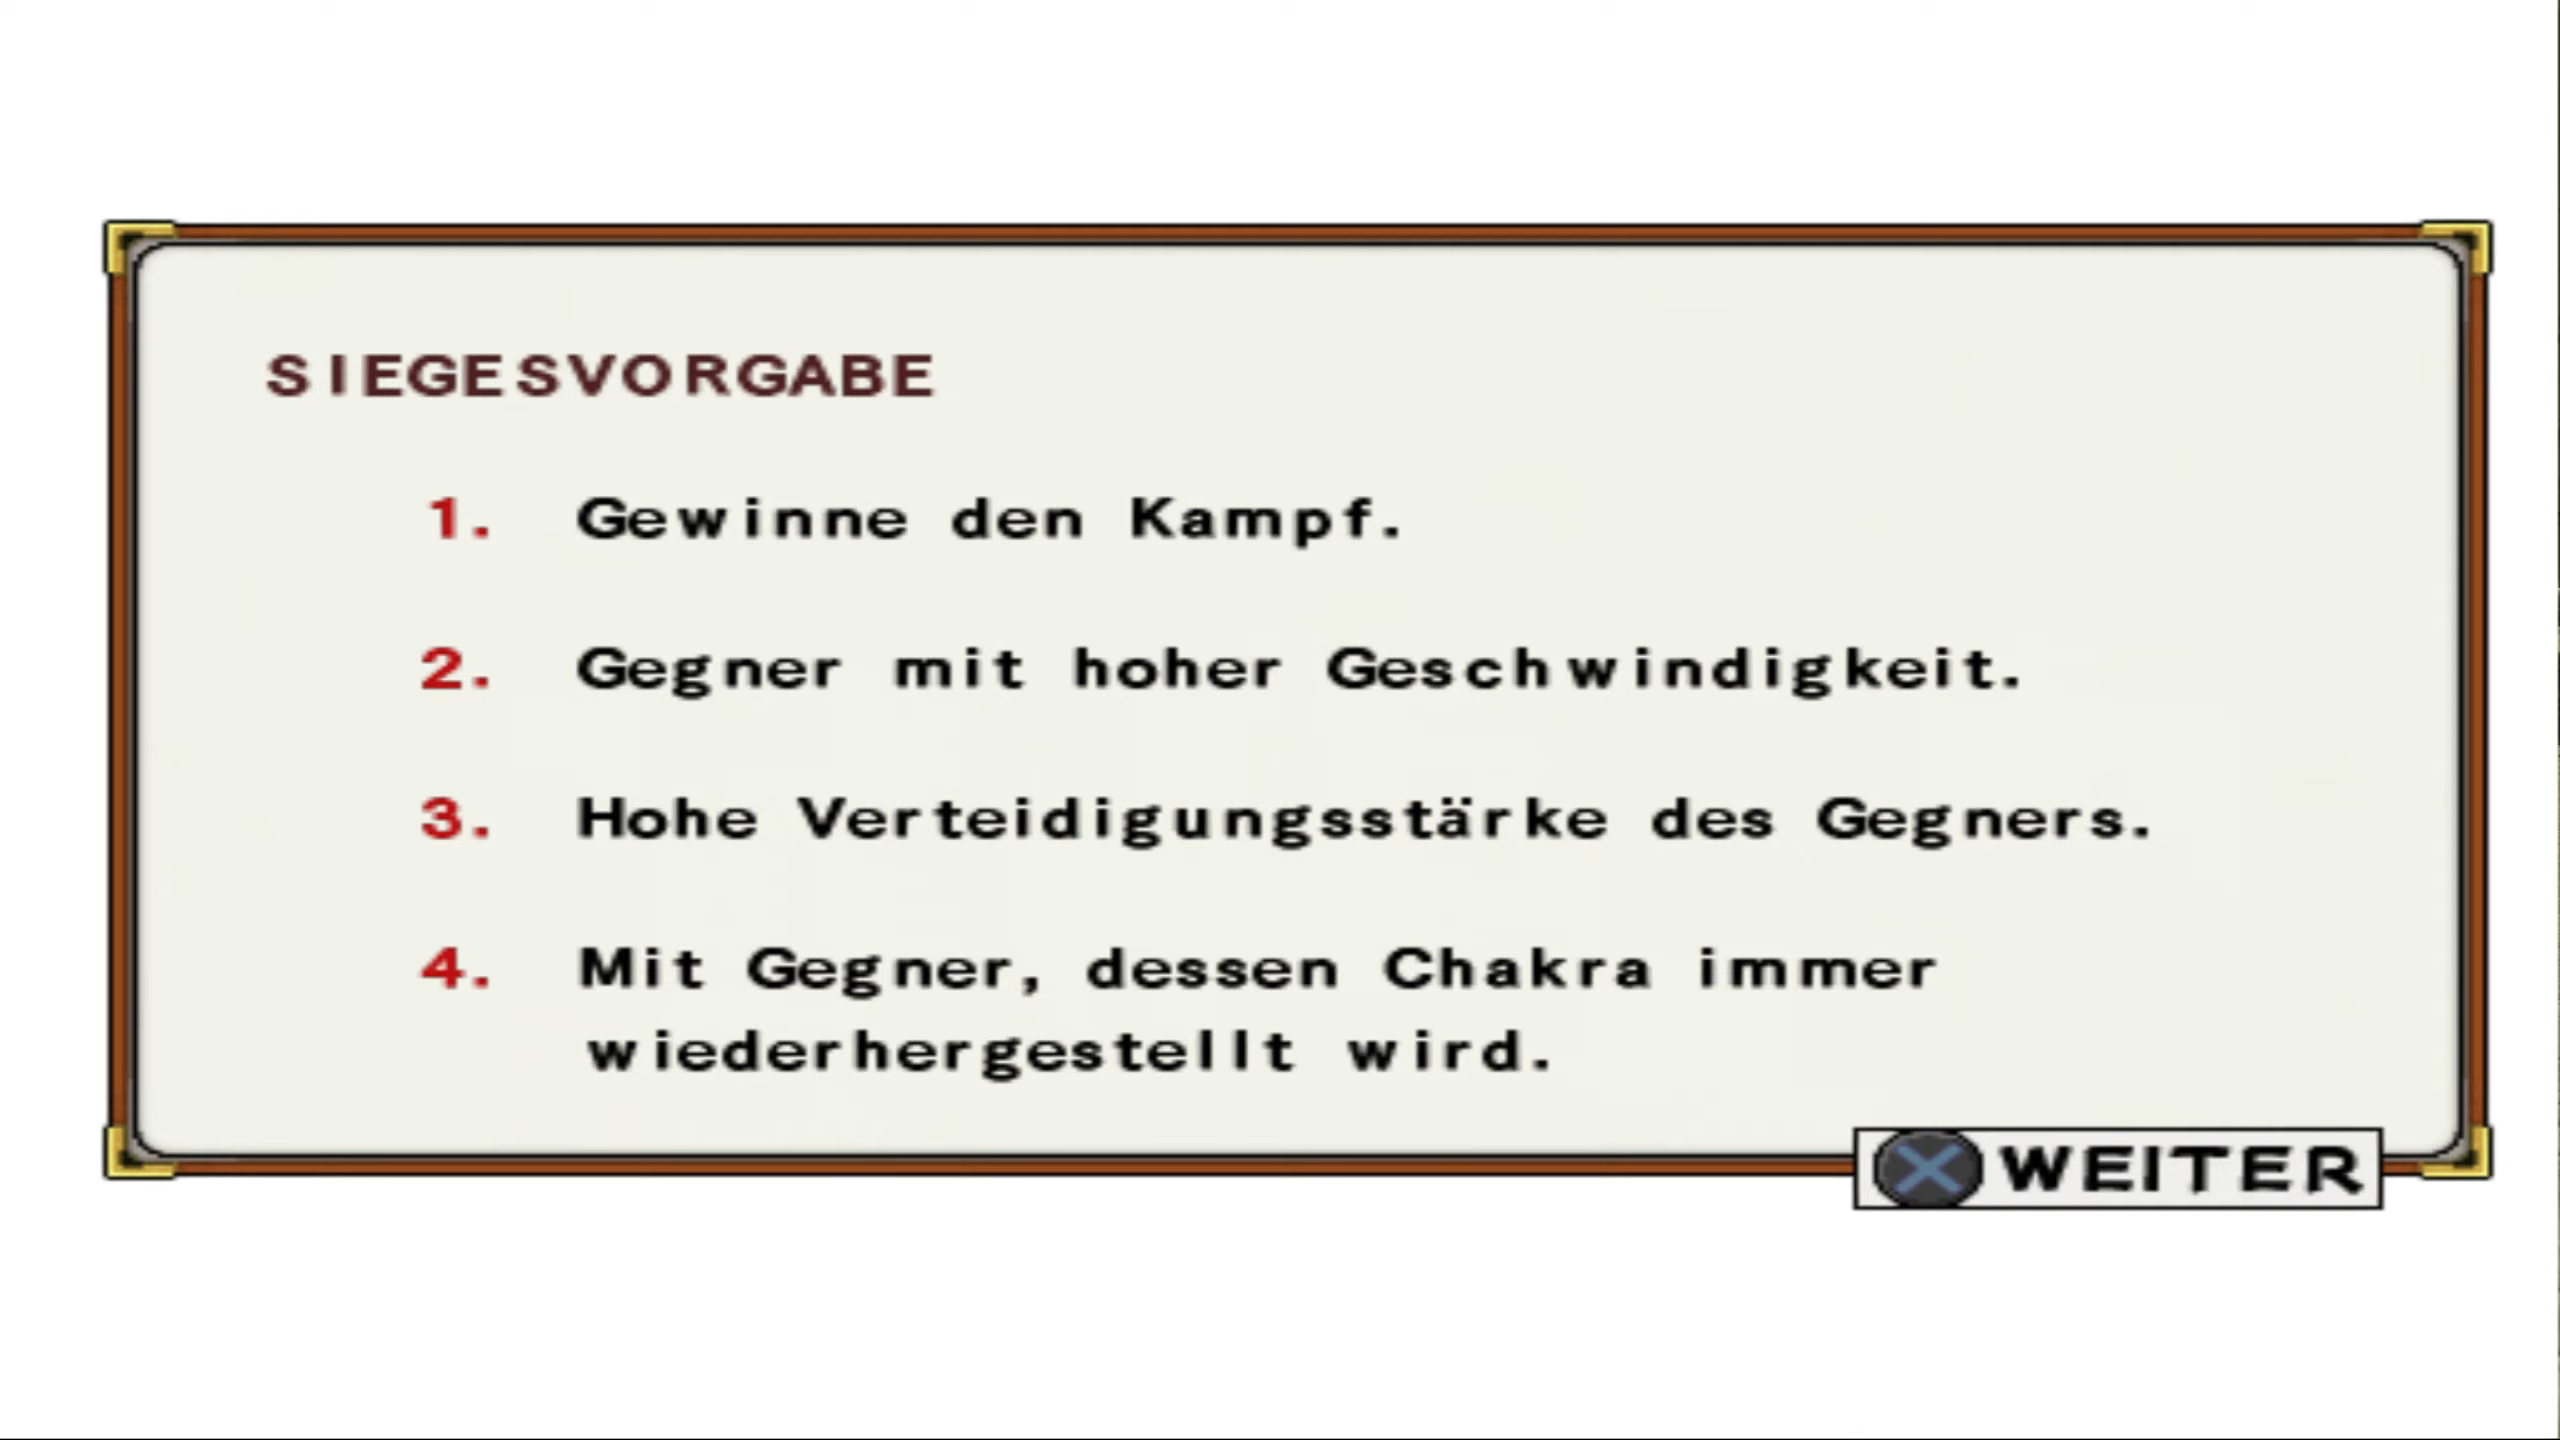 SIEGESVORGABE
1. Gewinne den Kampf.
2. Gegner mit hoher Geschwindigkeit.
3. Hohe Verteidigungsstärke des Gegners.
4. Mit Gegner, dessen Chakra immer
wiederhergestellt wird.
WEITER